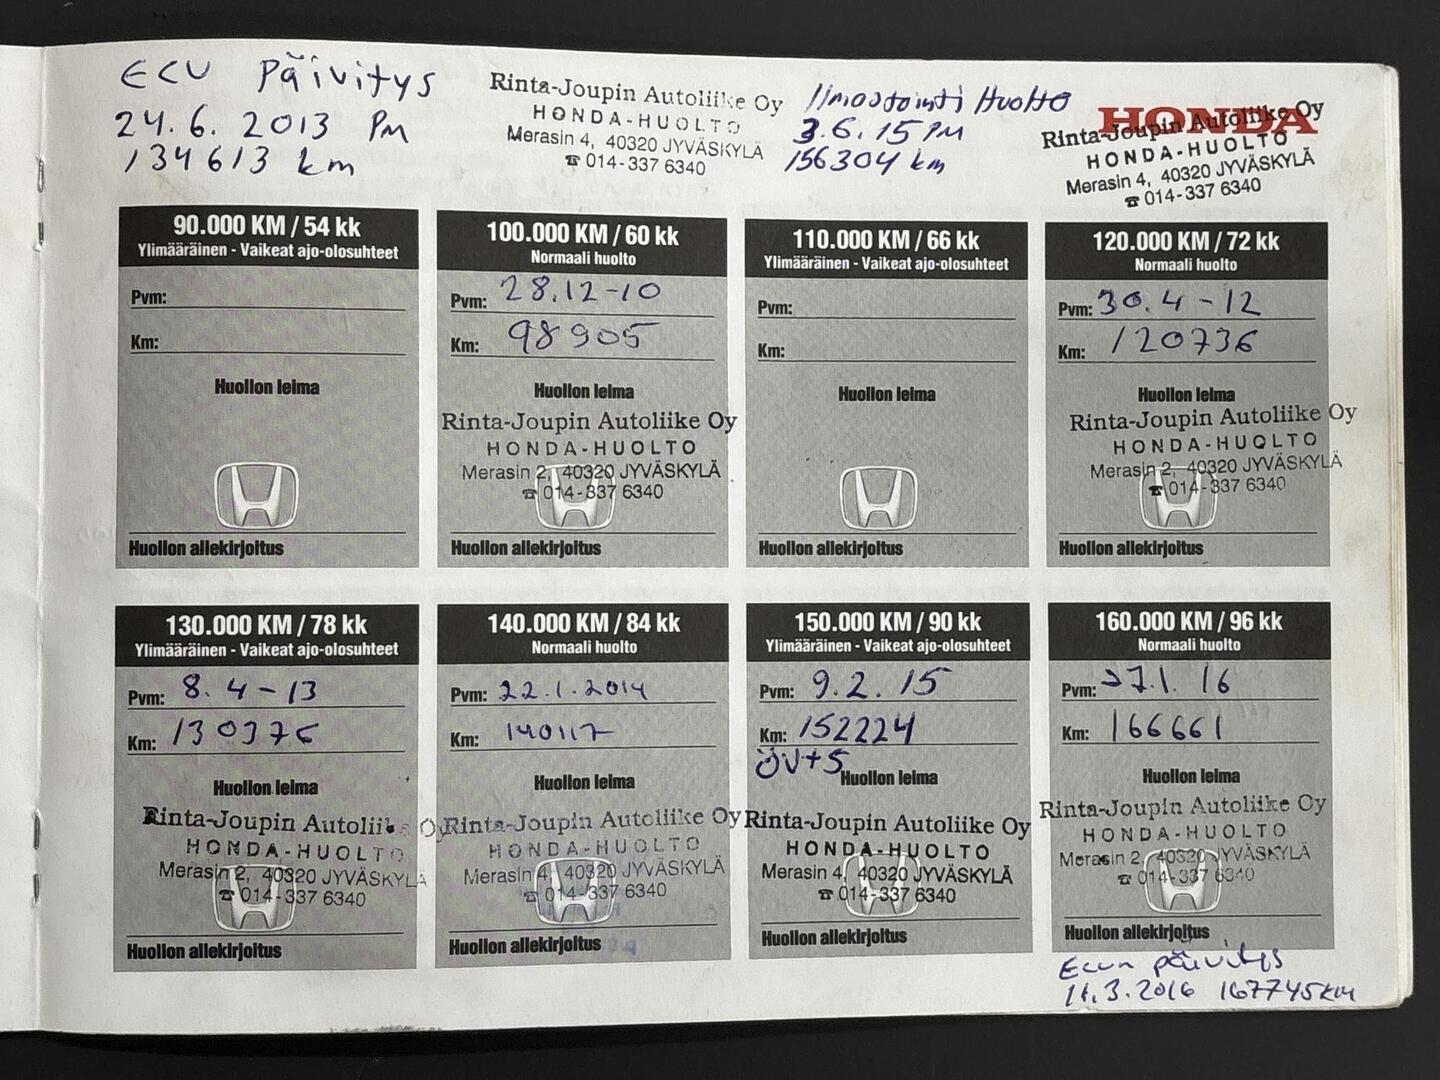 ECU Päivitys
24.6. 2013 PM
134613 km
Rinta-Joupin Autoliike Oy
HONDA-HUOLTO
Merasin 4, 40320 JYVÄSKYLÄ
☎ 014-337 6340
Ilmastointi Huolto
3.6.15 PM
156304 km
HONDA
Rinta-Joupin Autoliike Oy
HONDA-HUOLTO
Merasin 4, 40320 JYVÄSKYLÄ
☎ 014-337 6340
90.000 KM / 54 kk
Ylimääräinen - Vaikeat ajo-olosuhteet
Pvm:
Km:
Huollon leima
Huollon allekirjoitus
100.000 KM / 60 kk
Normaali huolto
Pvm: 28.12-10
Km: 98905
Huollon leima
Rinta-Joupin Autoliike Oy
HONDA-HUOLTO
Merasin 2, 40320 JYVÄSKYLÄ
☎ 014-337 6340
Huollon allekirjoitus
110.000 KM / 66 kk
Ylimääräinen - Vaikeat ajo-olosuhteet
Pvm:
Km:
Huollon leima
Huollon allekirjoitus
120.000 KM / 72 kk
Normaali huolto
Pvm: 30.4-12
Km: 120736
Huollon leima
Rinta-Joupin Autoliike Oy
HONDA-HUOLTO
Merasin 2, 40320 JYVÄSKYLÄ
☎ 014-337 6340
Huollon allekirjoitus
130.000 KM / 78 kk
Ylimääräinen - Vaikeat ajo-olosuhteet
Pvm: 8.4-13
Km: 130376
Huollon leima
Rinta-Joupin Autoliike Oy
HONDA-HUOLTO
Merasin 2, 40320 JYVÄSKYLÄ
☎ 014-337 6340
Huollon allekirjoitus
140.000 KM / 84 kk
Normaali huolto
Pvm: 22.1.2014
Km: 140117
Huollon leima
Rinta-Joupin Autoliike Oy
HONDA-HUOLTO
Merasin 4, 40320 JYVÄSKYLÄ
☎ 014-337 6340
Huollon allekirjoitus
150.000 KM / 90 kk
Ylimääräinen - Vaikeat ajo-olosuhteet
Pvm: 9.2.15
Km: 152224
ÖV+S
Huollon leima
Rinta-Joupin Autoliike Oy
HONDA-HUOLTO
Merasin 4, 40320 JYVÄSKYLÄ
☎ 014-337 6340
Huollon allekirjoitus
160.000 KM / 96 kk
Normaali huolto
Pvm: 27.1.16
Km: 166661
Huollon leima
Rinta-Joupin Autoliike Oy
HONDA-HUOLTO
Merasin 2, 40320 JYVÄSKYLÄ
☎ 014-337 6340
Huollon allekirjoitus
Ecun päivitys
11.3.2016 167745km